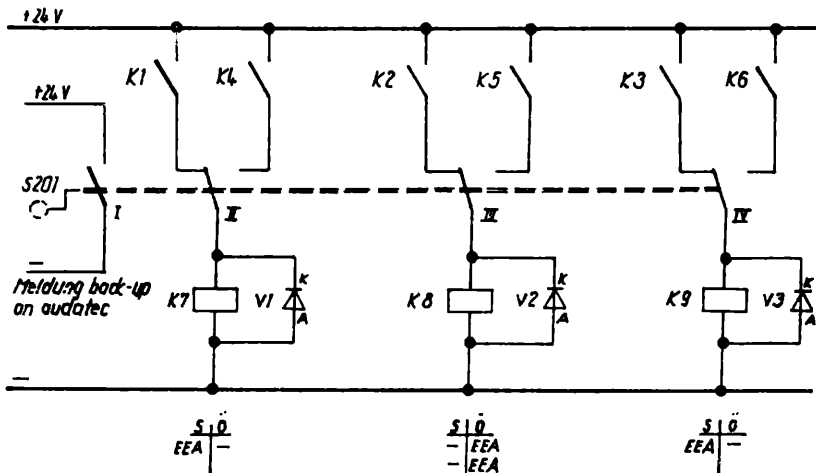 +24 V
K1
K4
K2
K5
K3
K6
+24 V
S201
I
II
III
IV
—
Meldung back-up
an audatec
K7
V1
K
A
K8
V2
K
A
K9
V3
K
A
—
S Ö
EEA —
S Ö
— EEA
— EEA
S Ö
EEA —